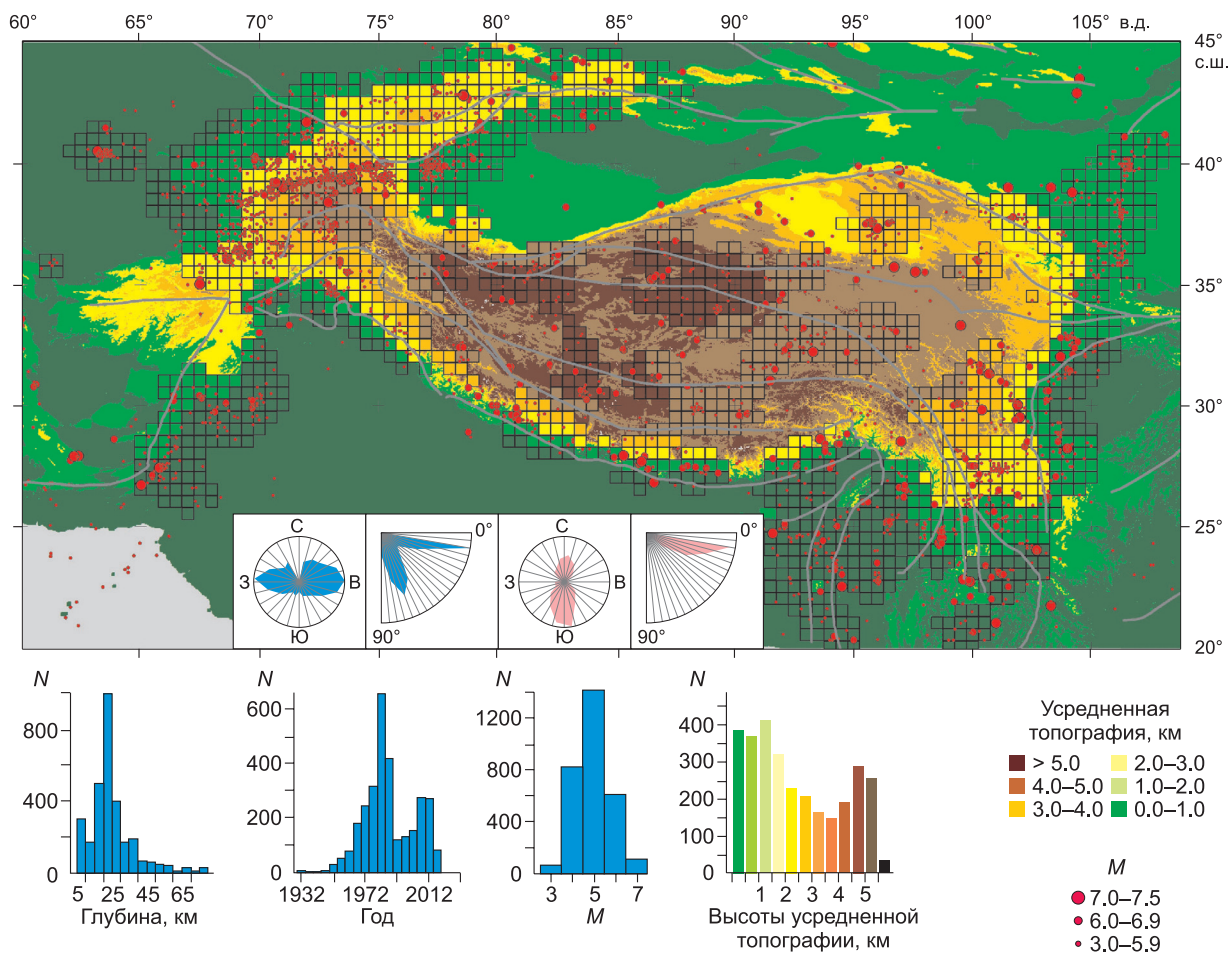 60° 65° 70° 75° 80° 85° 90° 95° 100° 105° в.д.
45°
с.ш.
40°
35°
30°
25°
20°
С
З В
Ю
0°
90°
С
З В
Ю
0°
90°
N
800
400
0
5 25 45 65
Глубина, км
N
600
400
200
0
1932 1972 2012
Год
N
1200
800
400
0
3 5 7
M
N
400
300
200
100
0
1 2 3 4 5
Высоты усредненной
топографии, км
Усредненная
топография, км
> 5.0 2.0–3.0
4.0–5.0 1.0–2.0
3.0–4.0 0.0–1.0
M
7.0–7.5
6.0–6.9
3.0–5.9